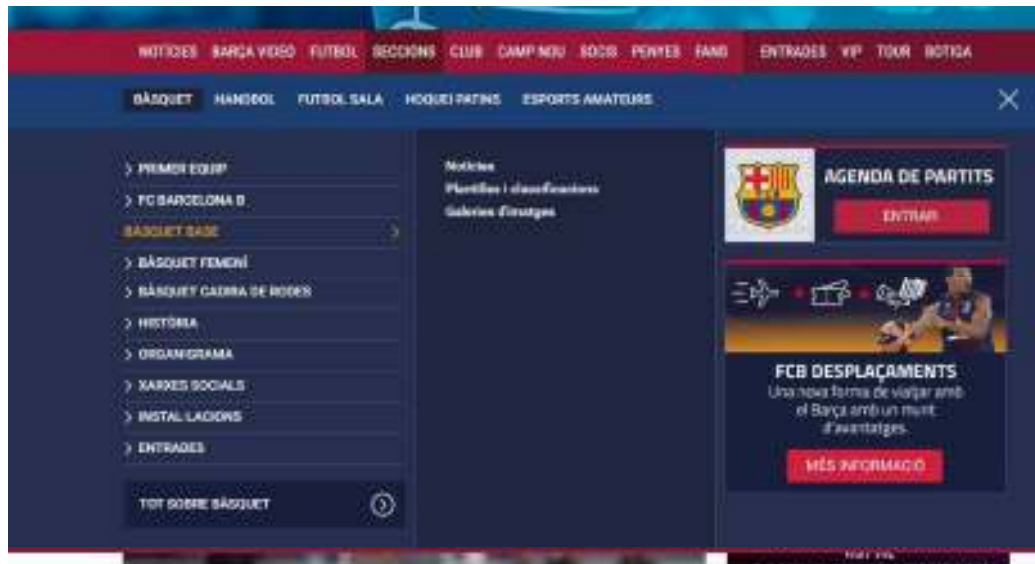 NOTÍCIES BARÇA VIDEO FUTBOL SECCIONS CLUB CAMP NOU SOCIS PENYES FANS ENTRADES VIP TOUR BOTIGA
BÀSQUET HANDBOL FUTBOL SALA HOQUEI PATINS ESPORTS AMATEURS
PRIMER EQUIP
FC BARCELONA B
BÀSQUET BASE
BÀSQUET FEMENÍ
BÀSQUET CADIRA DE RODES
HISTÒRIA
ORGANIGRAMA
XARXES SOCIALS
INSTAL·LACIONS
ENTRADES
TOT SOBRE BÀSQUET
Notícies
Plantilles i classificacions
Galeries d'imatges
AGENDA DE PARTITS
ENTRAR
FCB DESPLAÇAMENTS
Una nova forma de viatjar amb
el Barça amb un munt
d'avantatges.
MÉS INFORMACIÓ